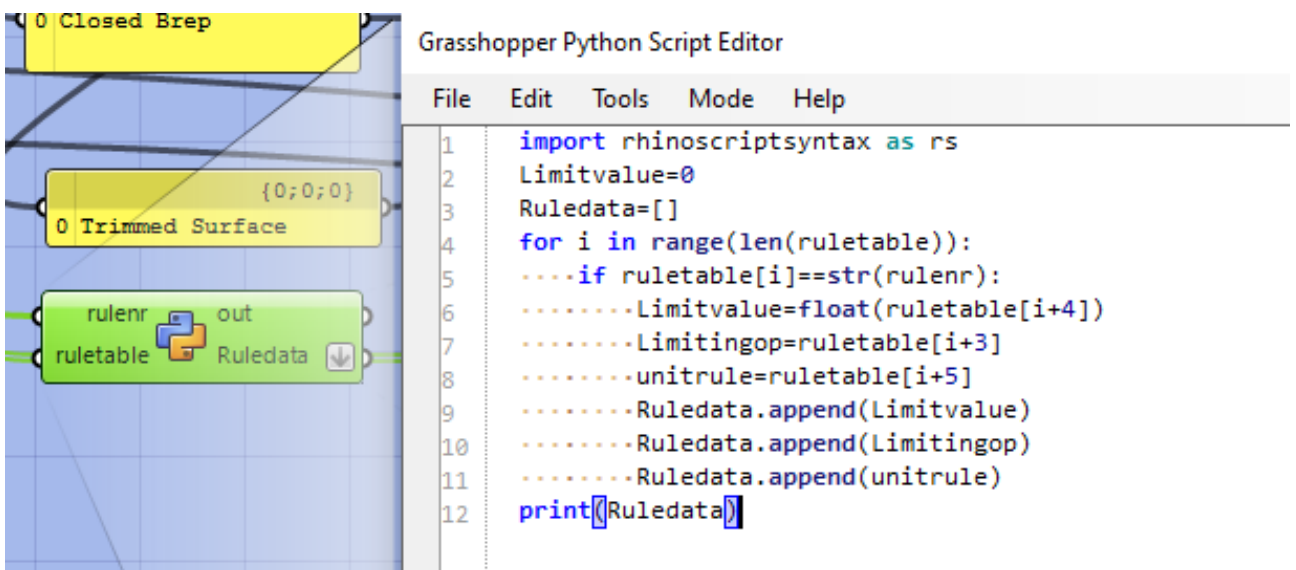 0 Closed Brep
{0;0;0}
0 Trimmed Surface
rulenr out
ruletable Ruledata
Grasshopper Python Script Editor
File Edit Tools Mode Help
1 import rhinoscriptsyntax as rs
2 Limitvalue=0
3 Ruledata=[]
4 for i in range(len(ruletable)):
5 ····if ruletable[i]==str(rulenr):
6 ········Limitvalue=float(ruletable[i+4])
7 ········Limitingop=ruletable[i+3]
8 ········unitrule=ruletable[i+5]
9 ········Ruledata.append(Limitvalue)
10 ········Ruledata.append(Limitingop)
11 ········Ruledata.append(unitrule)
12 print(Ruledata)